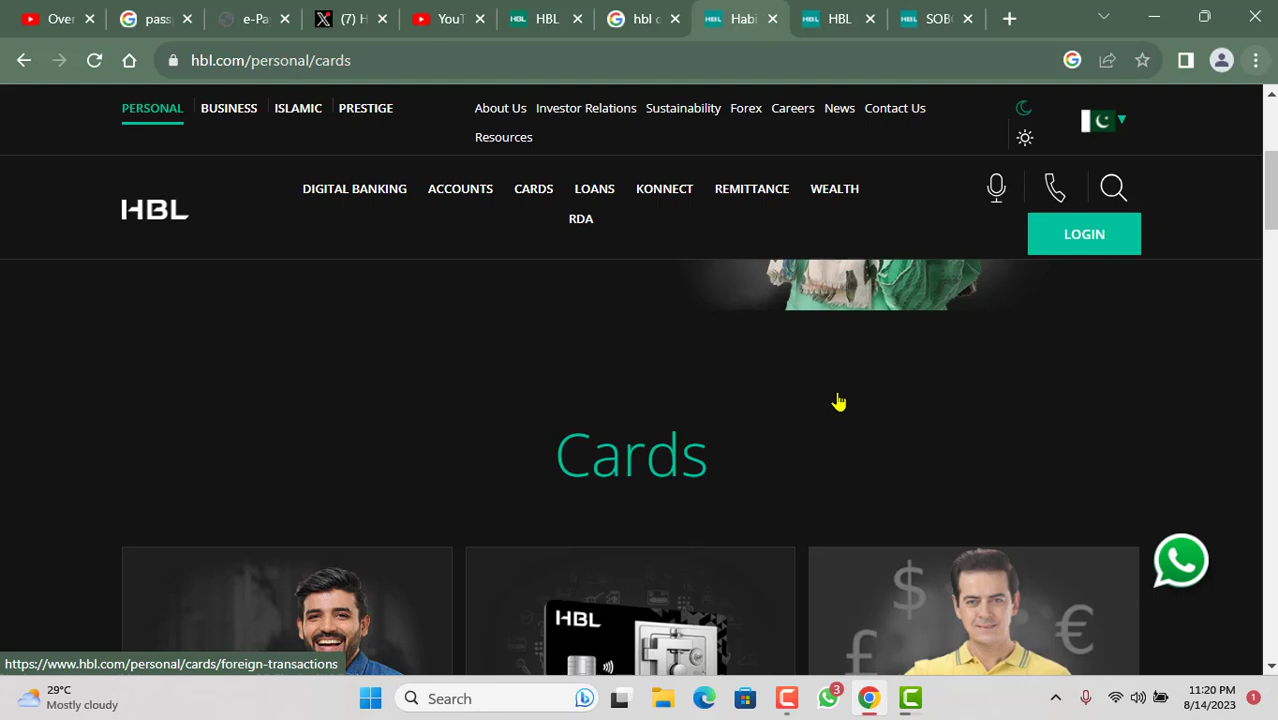 Over
passp
e-Pa
(7) H
YouT
HBL
hbl c
Habi
HBL
SOBC
hbl.com/personal/cards
PERSONAL BUSINESS ISLAMIC PRESTIGE
About Us Investor Relations Sustainability Forex Careers News Contact Us
Resources
HBL
DIGITAL BANKING ACCOUNTS CARDS LOANS KONNECT REMITTANCE WEALTH
RDA
LOGIN
Cards
HBL
$
£
€
https://www.hbl.com/personal/cards/foreign-transactions
29°C
Mostly cloudy
Search
3
11:20 PM
8/14/2023
1